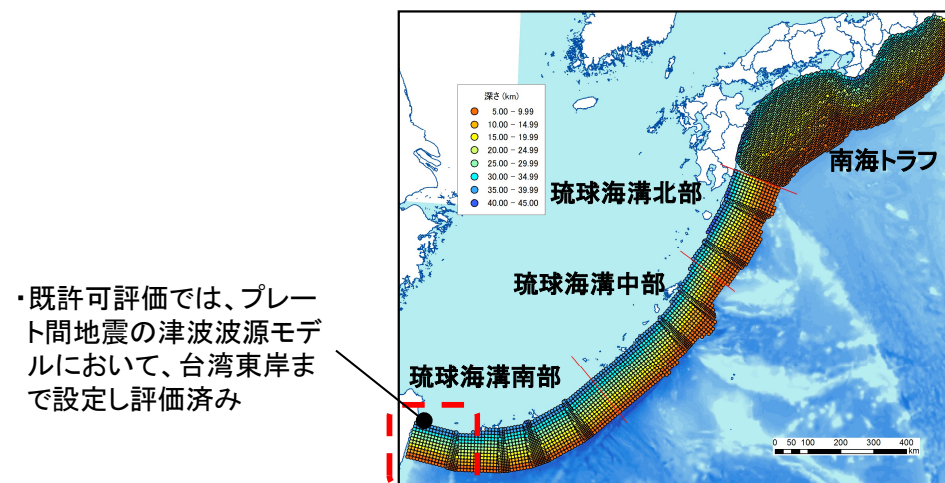 深さ(km)
5.00 - 9.99
10.00 - 14.99
15.00 - 19.99
20.00 - 24.99
25.00 - 29.99
30.00 - 34.99
35.00 - 39.99
40.00 - 45.00
南海トラフ
琉球海溝北部
琉球海溝中部
・既許可評価では、プレー
ト間地震の津波波源モデ
ルにおいて、台湾東岸ま
で設定し評価済み
琉球海溝南部
0 50 100 200 300 400
km